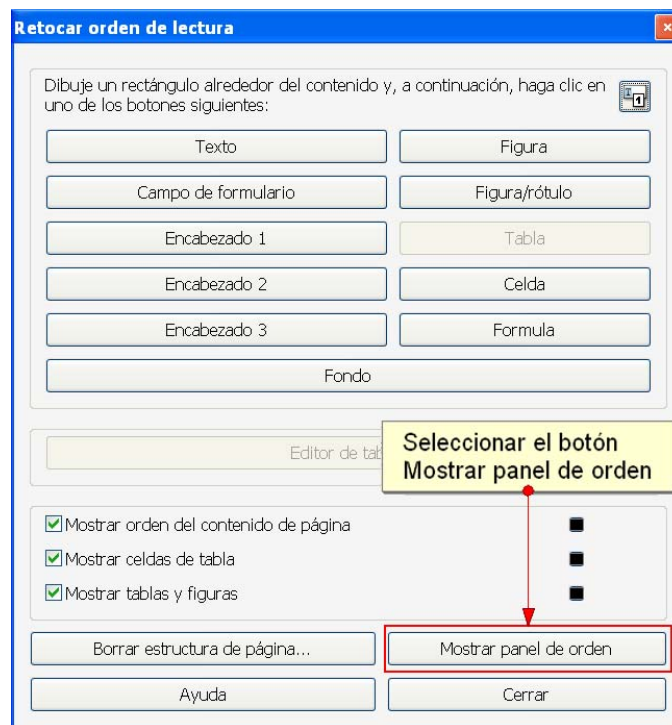 Retocar orden de lectura
Dibuje un rectángulo alrededor del contenido y, a continuación, haga clic en
uno de los botones siguientes:
Texto
Figura
Campo de formulario
Figura/rótulo
Encabezado 1
Tabla
Encabezado 2
Celda
Encabezado 3
Formula
Fondo
Editor de
Seleccionar el botón
Mostrar panel de orden
Mostrar orden del contenido de página
Mostrar celdas de tabla
Mostrar tablas y figuras
Borrar estructura de página...
Mostrar panel de orden
Ayuda
Cerrar